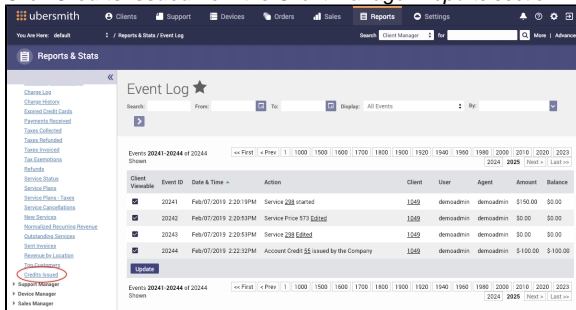 ubersmith Clients Support Devices Orders Sales Reports Settings
You Are Here: default / Reports & Stats / Event Log Search Client Manager for More | Advance
Reports & Stats
«
Charge Log
Charge History
Expired Credit Cards
Payments Received
Taxes Collected
Taxes Refunded
Taxes Invoiced
Tax Exemptions
Refunds
Service Status
Service Plans
Service Plans - Taxes
Service Cancellations
New Services
Normalized Recurring Revenue
Outstanding Services
Sent Invoices
Revenue by Location
Top Customers
Credits Issued
Support Manager
Device Manager
Sales Manager
Event Log
Search: From: To: Display: All Events By:
Events 20241-20244 of 20244 Shown
<< First < Prev 1 1000 1500 1600 1700 1800 1900 1920 1940 1960 1980 2000 2010 2020 2023
2024 2025 Next > Last >>
Client Viewable Event ID Date & Time Action Client User Agent Amount Balance
20241 Feb/07/2019 2:20:19PM Service 298 started 1049 demoadmin demoadmin $150.00 $0.00
20242 Feb/07/2019 2:20:53PM Service Price 573 Edited 1049 demoadmin demoadmin $0.00 $0.00
20243 Feb/07/2019 2:20:53PM Service 298 Edited 1049 demoadmin demoadmin $0.00 $0.00
20244 Feb/07/2019 2:22:32PM Account Credit 55 issued by the Company 1049 demoadmin demoadmin $-100.00 $-100.00
Update
Events 20241-20244 of 20244 Shown
<< First < Prev 1 1000 1500 1600 1700 1800 1900 1920 1940 1960 1980 2000 2010 2020 2023
2024 2025 Next > Last >>